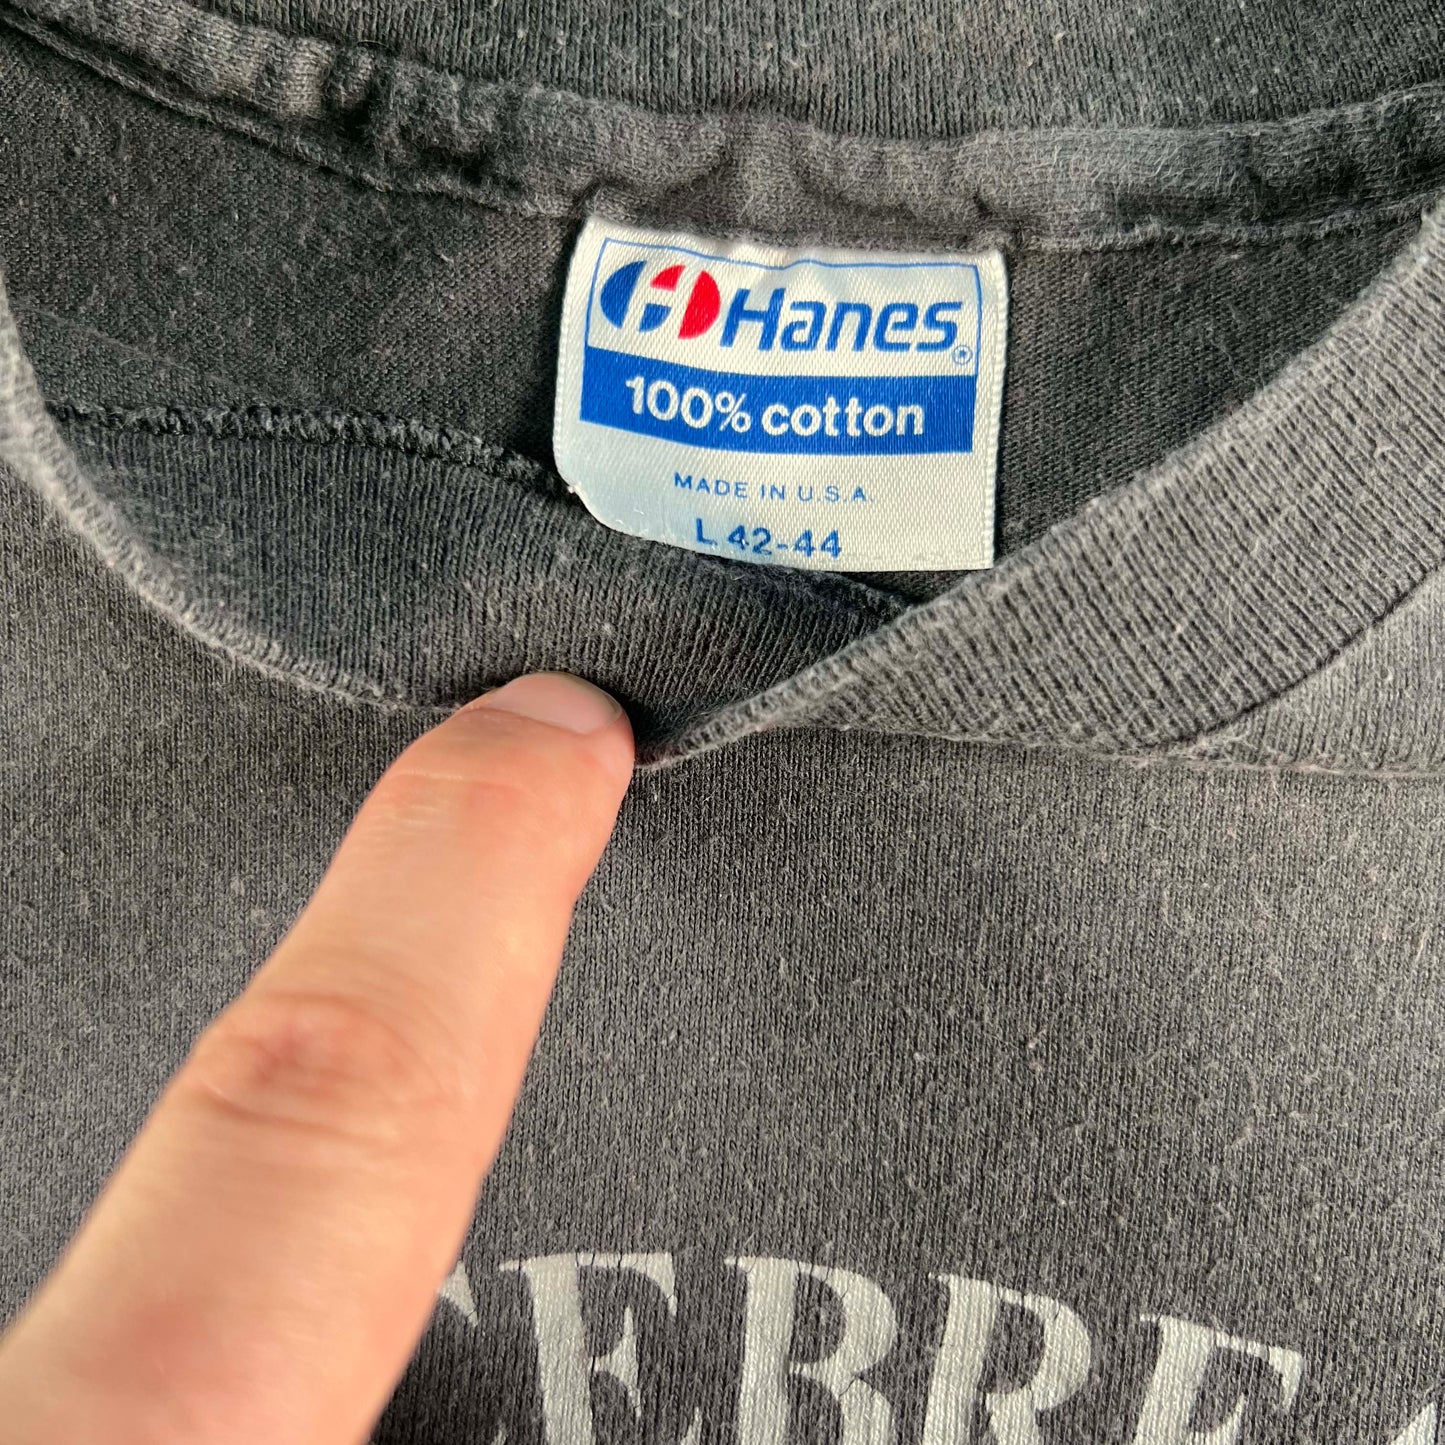 Hanes®
100% cotton
MADE IN U.S.A.
L 42-44